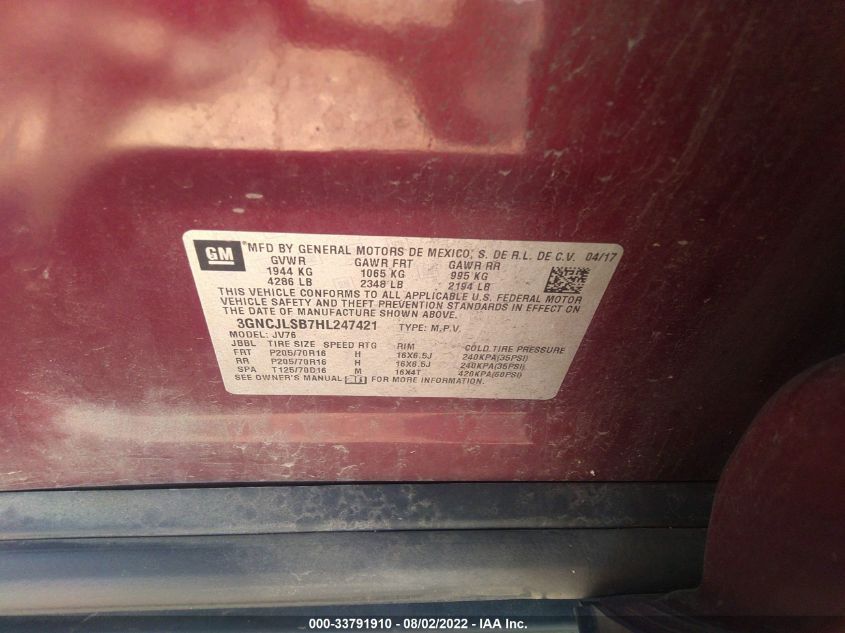 GM
MFD BY GENERAL MOTORS DE MEXICO, S. DE R.L. DE C.V. 04/17
GVWR GAWR FRT GAWR RR
1944 KG 1065 KG 995 KG
4286 LB 2348 LB 2194 LB
THIS VEHICLE CONFORMS TO ALL APPLICABLE U.S. FEDERAL MOTOR
VEHICLE SAFETY AND THEFT PREVENTION STANDARDS IN EFFECT ON
THE DATE OF MANUFACTURE SHOWN ABOVE.
3GNCJLSB7HL247421 TYPE: M.P.V.
MODEL: JV76
JBBL TIRE SIZE SPEED RTG RIM COLD TIRE PRESSURE
FRT P205/70R16 H 16X6.5J 240KPA(35PSI)
RR P205/70R16 H 16X6.5J 240KPA(35PSI)
SPA T125/70D16 M 16X4T 420KPA(60PSI)
SEE OWNER'S MANUAL FOR MORE INFORMATION.
000-33791910 - 08/02/2022 - IAA Inc.